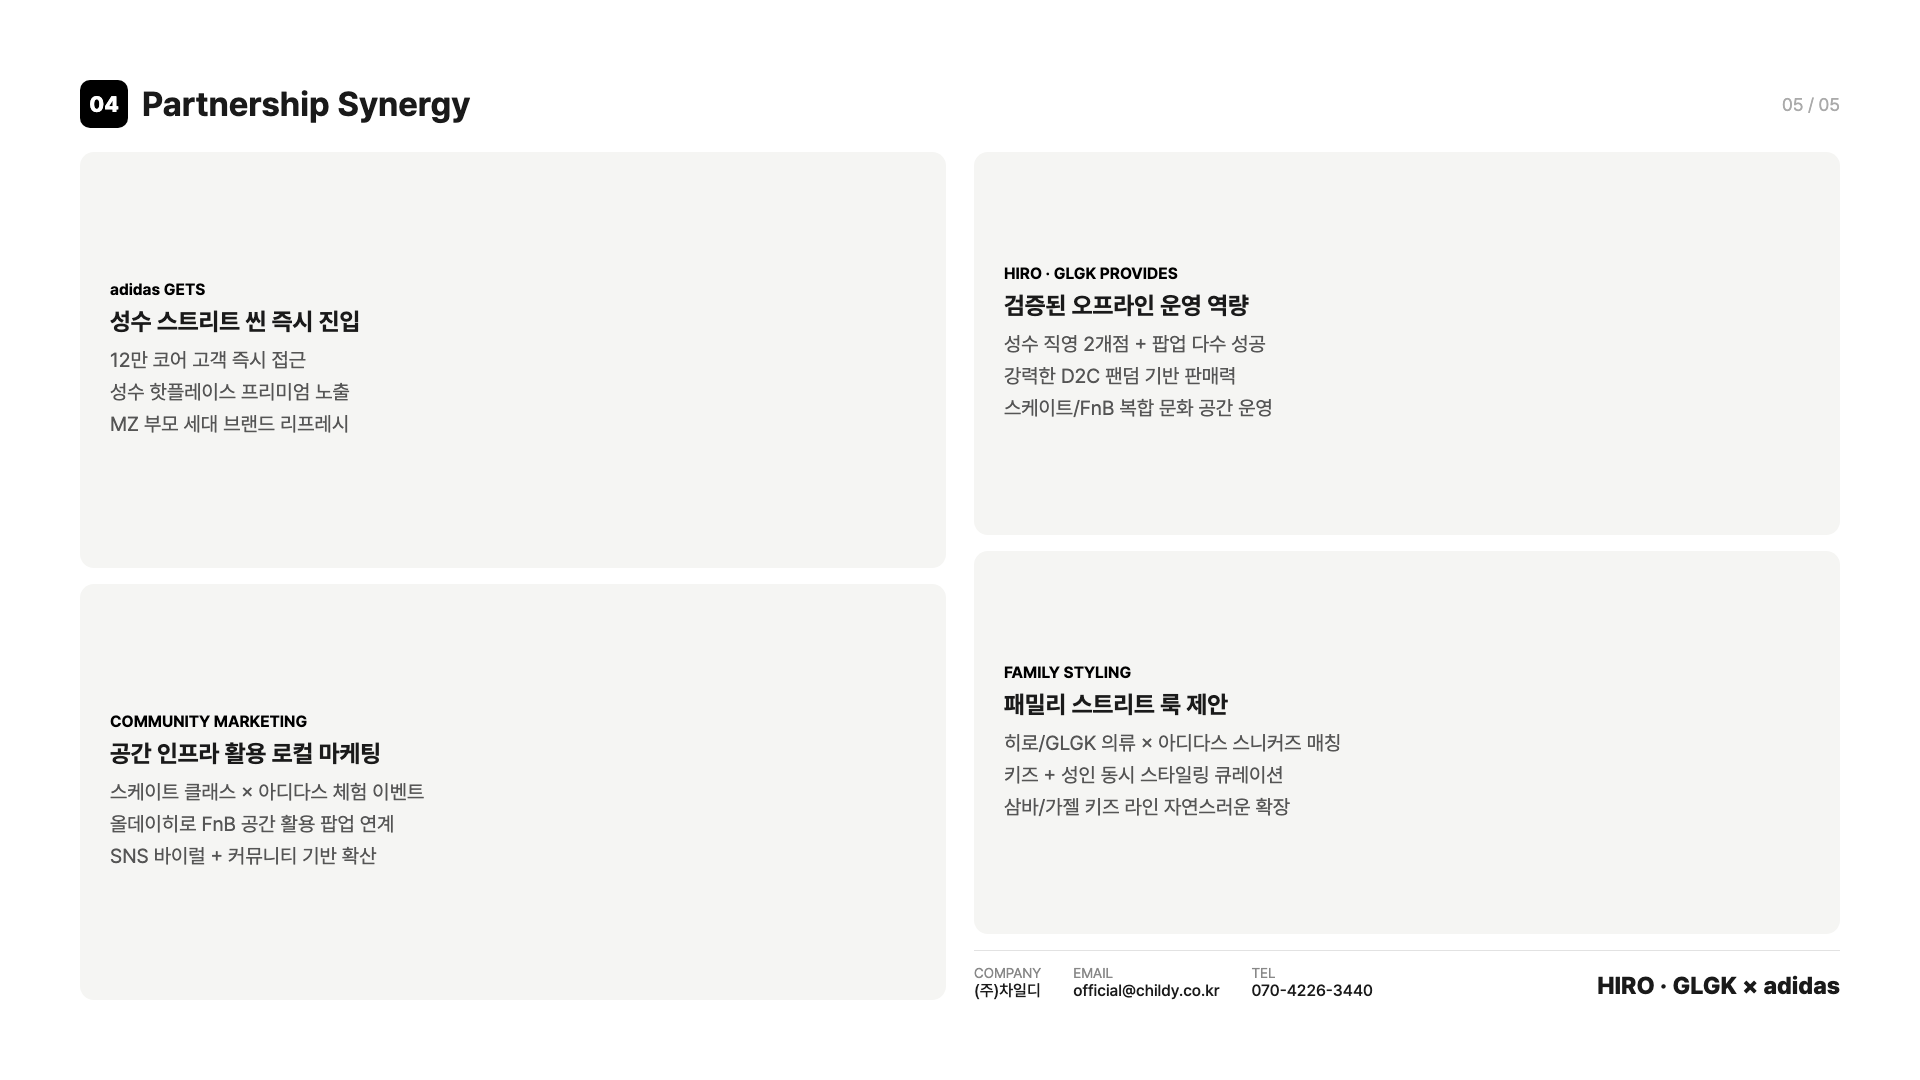 04 Partnership Synergy
05 / 05
adidas GETS
성수 스트리트 씬 즉시 진입
12만 코어 고객 즉시 접근
성수 핫플레이스 프리미엄 노출
MZ 부모 세대 브랜드 리프레시
COMMUNITY MARKETING
공간 인프라 활용 로컬 마케팅
스케이트 클래스 × 아디다스 체험 이벤트
올데이히로 FnB 공간 활용 팝업 연계
SNS 바이럴 + 커뮤니티 기반 확산
HIRO · GLGK PROVIDES
검증된 오프라인 운영 역량
성수 직영 2개점 + 팝업 다수 성공
강력한 D2C 팬덤 기반 판매력
스케이트/FnB 복합 문화 공간 운영
FAMILY STYLING
패밀리 스트리트 룩 제안
히로/GLGK 의류 × 아디다스 스니커즈 매칭
키즈 + 성인 동시 스타일링 큐레이션
삼바/가젤 키즈 라인 자연스러운 확장
COMPANY
(주)차일디
EMAIL
official@childy.co.kr
TEL
070-4226-3440
HIRO · GLGK × adidas